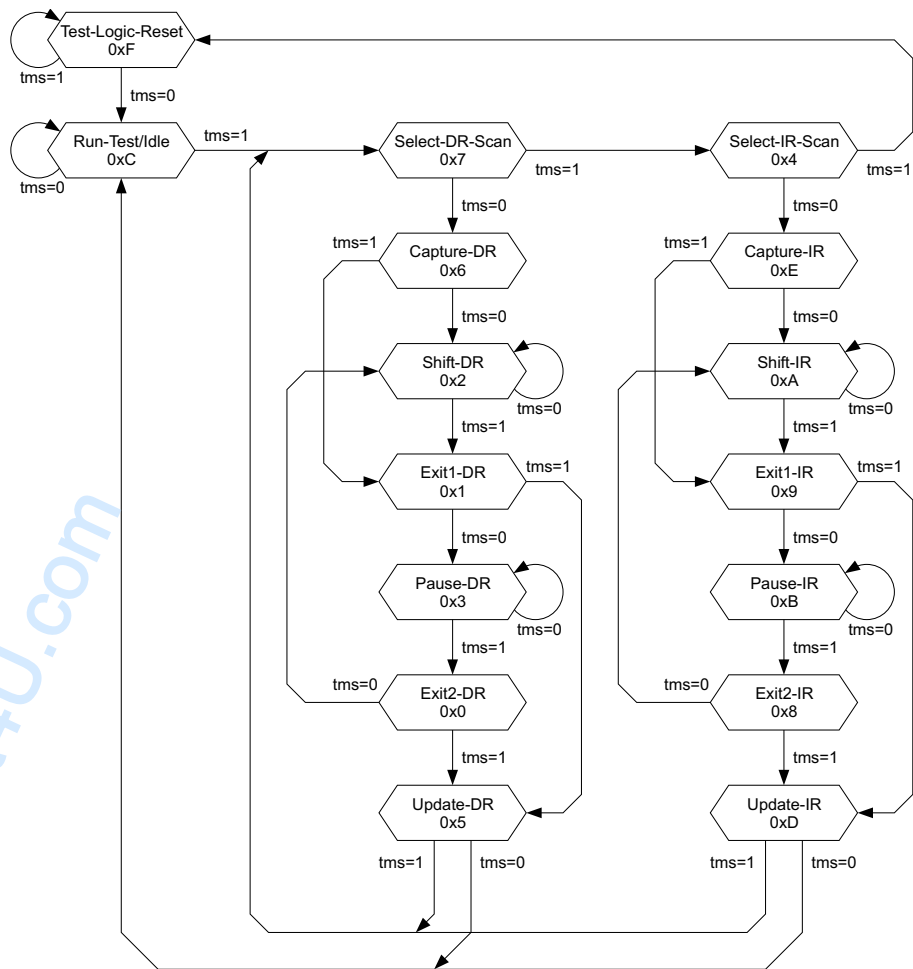 Test-Logic-Reset
0xF
tms=1
tms=0
Run-Test/Idle
0xC
tms=1
tms=0
Select-DR-Scan
0x7
tms=1
Select-IR-Scan
0x4
tms=1
tms=0
tms=0
tms=1
Capture-DR
0x6
tms=1
Capture-IR
0xE
tms=0
tms=0
Shift-DR
0x2
tms=0
Shift-IR
0xA
tms=0
tms=1
tms=1
Exit1-DR
0x1
tms=1
Exit1-IR
0x9
tms=1
tms=0
tms=0
Pause-DR
0x3
tms=0
Pause-IR
0xB
tms=0
tms=1
tms=1
tms=0
Exit2-DR
0x0
tms=0
Exit2-IR
0x8
tms=1
tms=1
Update-DR
0x5
Update-IR
0xD
tms=1
tms=0
tms=1
tms=0
4U.com